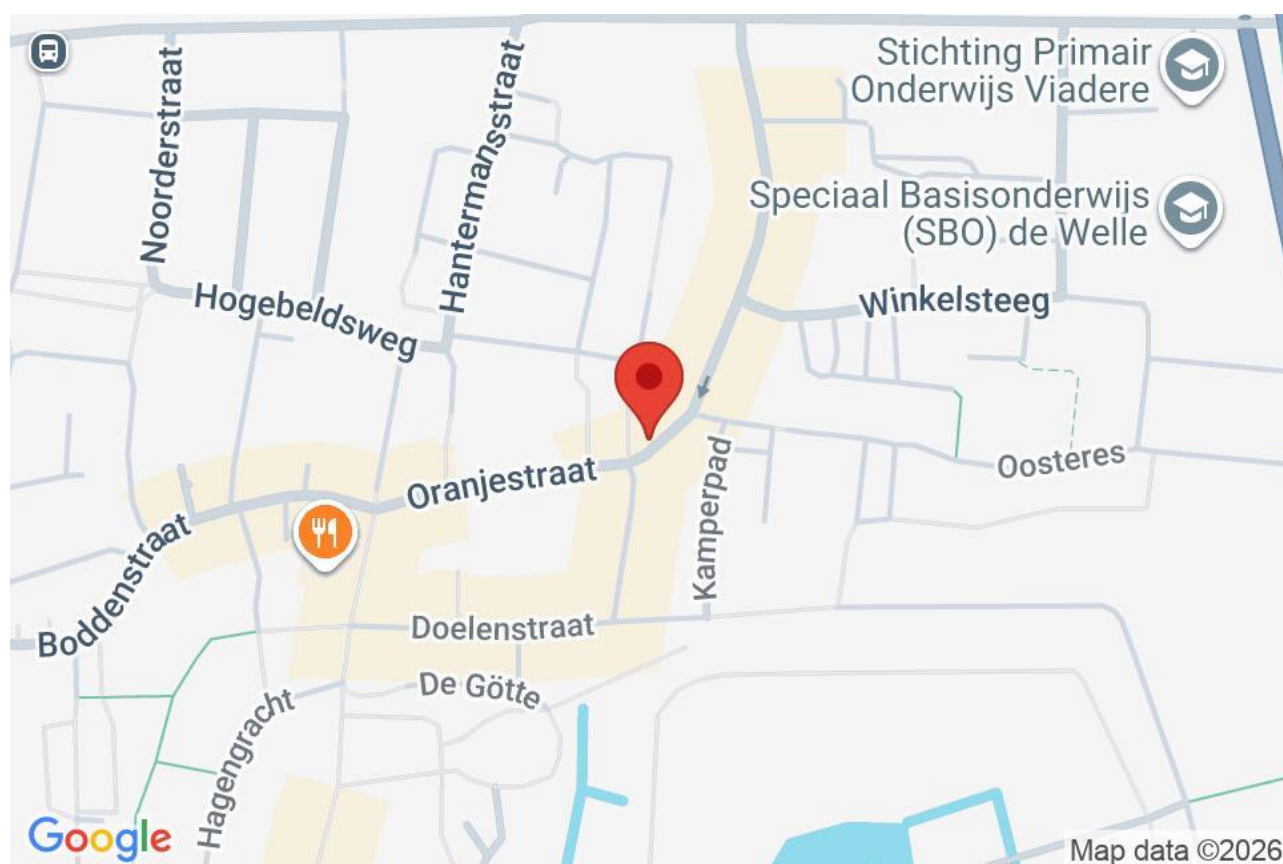 Stichting Primair
Onderwijs Viadere
Noorderstraat
Hantermansstraat
Speciaal Basisonderwijs
(SBO) de Welle
Hogebeldsweg
Winkelsteeg
Oranjestraat
Oosteres
Kamperpad
Boddenstraat
Doelenstraat
De Götte
Hagengracht
Google
Map data ©2026